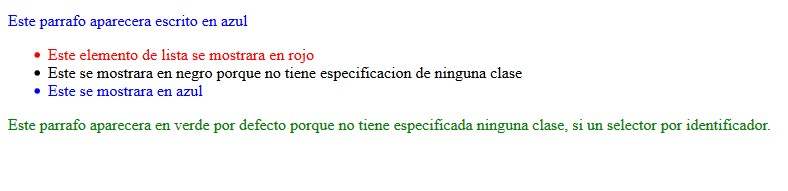 Este parrafo aparecera escrito en azul
Este elemento de lista se mostrara en rojo
Este se mostrara en negro porque no tiene especificacion de ninguna clase
Este se mostrara en azul
Este parrafo aparecera en verde por defecto porque no tiene especificada ninguna clase, si un selector por identificador.